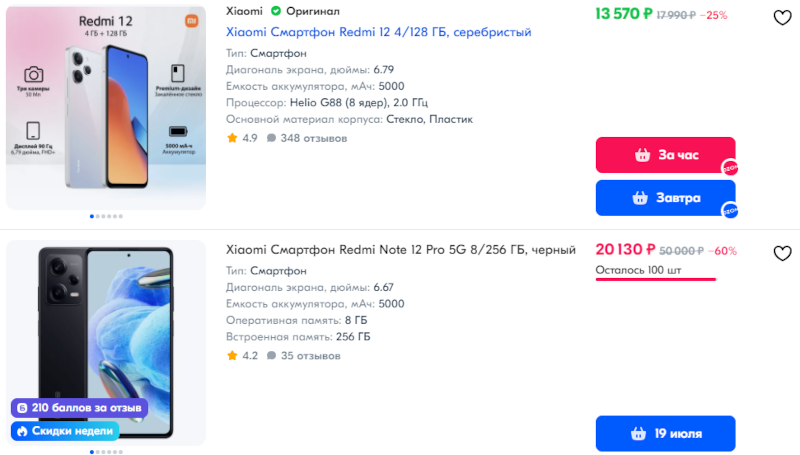 Redmi 12
4 ГБ + 128 ГБ
Три камеры
50 Мп
Premium-дизайн
Закалённое стекло
Дисплей 90 Гц
6,79 дюйма, FHD+
5000 мА·ч
Аккумулятор
Xiaomi Оригинал
Xiaomi Смартфон Redmi 12 4/128 ГБ, серебристый
Тип: Смартфон
Диагональ экрана, дюймы: 6.79
Емкость аккумулятора, мАч: 5000
Процессор: Helio G88 (8 ядер), 2.0 ГГц
Основной материал корпуса: Стекло, Пластик
4.9 348 отзывов
13 570 ₽ 17 990 ₽ −25%
За час
OZON
Завтра
OZON
210 баллов за отзыв
Скидки недели
Xiaomi Смартфон Redmi Note 12 Pro 5G 8/256 ГБ, черный
Тип: Смартфон
Диагональ экрана, дюймы: 6.67
Емкость аккумулятора, мАч: 5000
Оперативная память: 8 ГБ
Встроенная память: 256 ГБ
4.2 35 отзывов
20 130 ₽ 50 000 ₽ −60%
Осталось 100 шт
19 июля